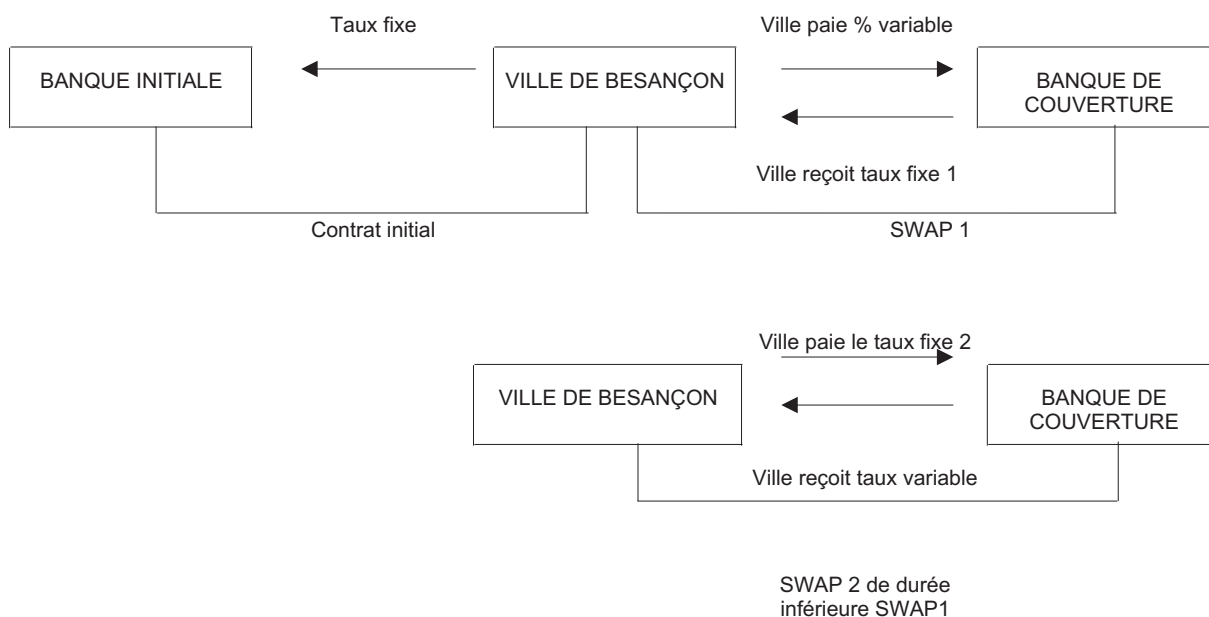 Taux fixe
Ville paie % variable
BANQUE INITIALE
VILLE DE BESANÇON
BANQUE DE
COUVERTURE
Ville reçoit taux fixe 1
Contrat initial
SWAP 1
Ville paie le taux fixe 2
VILLE DE BESANÇON
BANQUE DE
COUVERTURE
Ville reçoit taux variable
SWAP 2 de durée
inférieure SWAP1